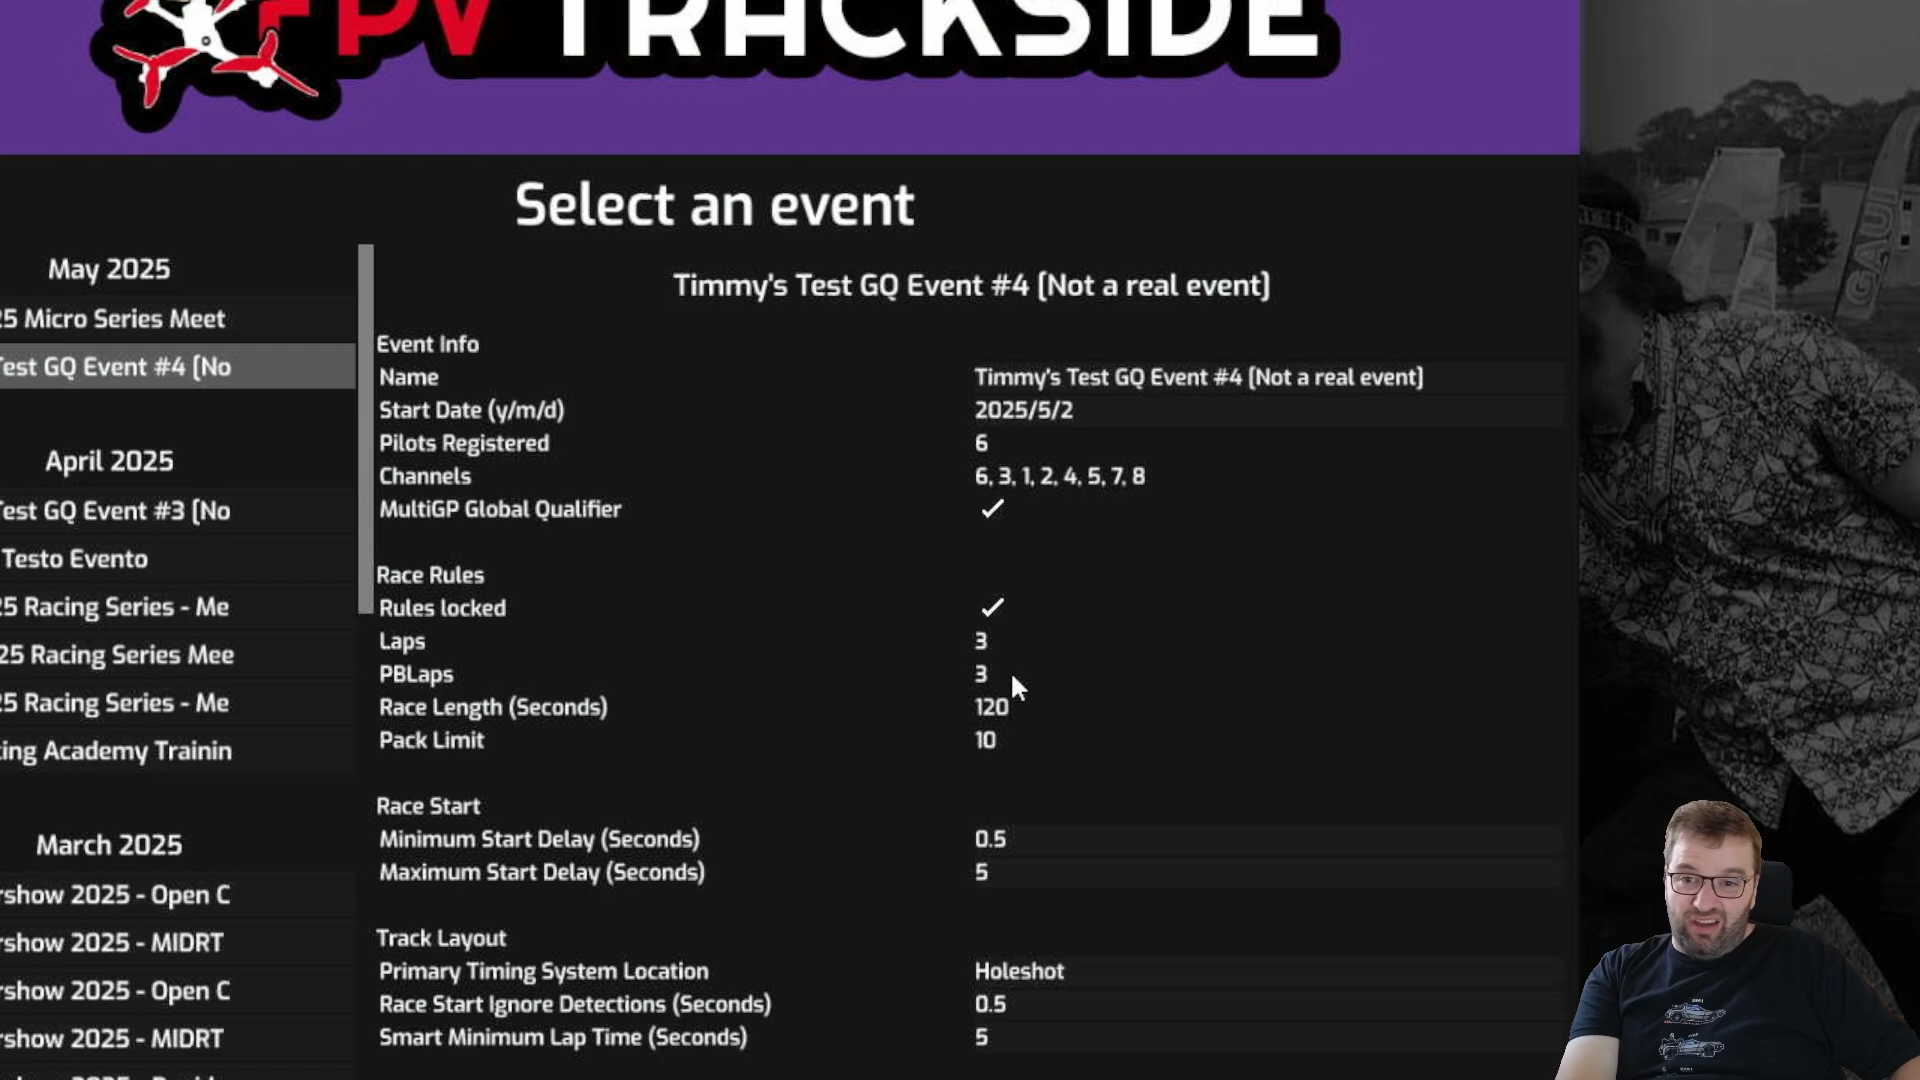 FPV TRACKSIDE
Select an event
May 2025
25 Micro Series Meet
Test GQ Event #4 [No
April 2025
Test GQ Event #3 [No
Testo Evento
25 Racing Series - Me
25 Racing Series Mee
25 Racing Series - Me
cing Academy Trainin
March 2025
rshow 2025 - Open C
rshow 2025 - MIDRT
rshow 2025 - Open C
rshow 2025 - MIDRT
Timmy's Test GQ Event #4 [Not a real event]
Event Info
Name Timmy's Test GQ Event #4 [Not a real event]
Start Date (y/m/d) 2025/5/2
Pilots Registered 6
Channels 6, 3, 1, 2, 4, 5, 7, 8
MultiGP Global Qualifier
Race Rules
Rules locked
Laps 3
PBLaps 3
Race Length (Seconds) 120
Pack Limit 10
Race Start
Minimum Start Delay (Seconds) 0.5
Maximum Start Delay (Seconds) 5
Track Layout
Primary Timing System Location Holeshot
Race Start Ignore Detections (Seconds) 0.5
Smart Minimum Lap Time (Seconds) 5
GAUI